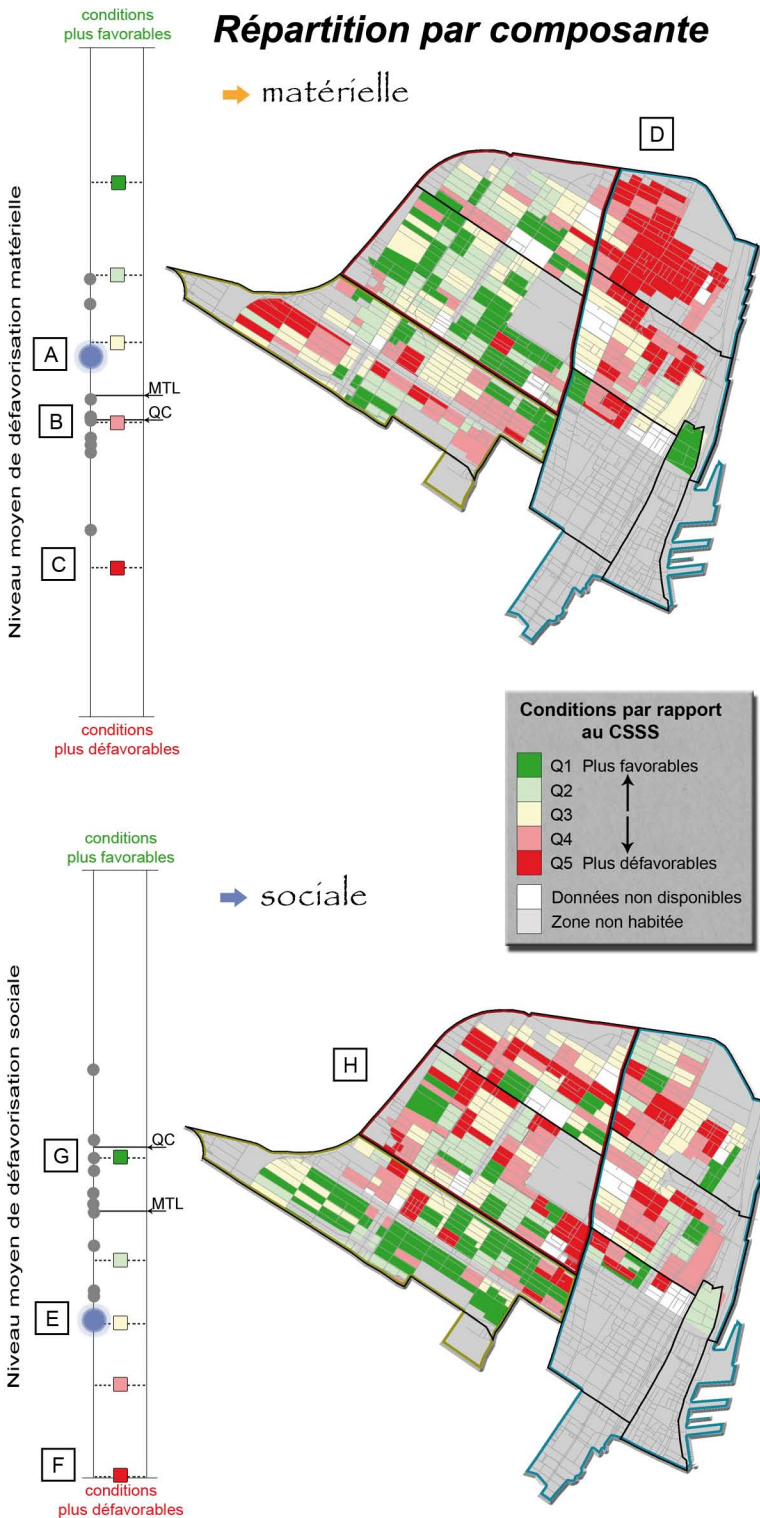 Répartition par composante
conditions
plus favorables
matérielle
D
Niveau moyen de défavorisation matérielle
A
MTL
B
QC
C
conditions
plus défavorables
Conditions par rapport
au CSSS
Q1 Plus favorables
Q2
Q3
Q4
Q5 Plus défavorables
Données non disponibles
Zone non habitée
conditions
plus favorables
sociale
Niveau moyen de défavorisation sociale
H
QC
G
MTL
E
F
conditions
plus défavorables